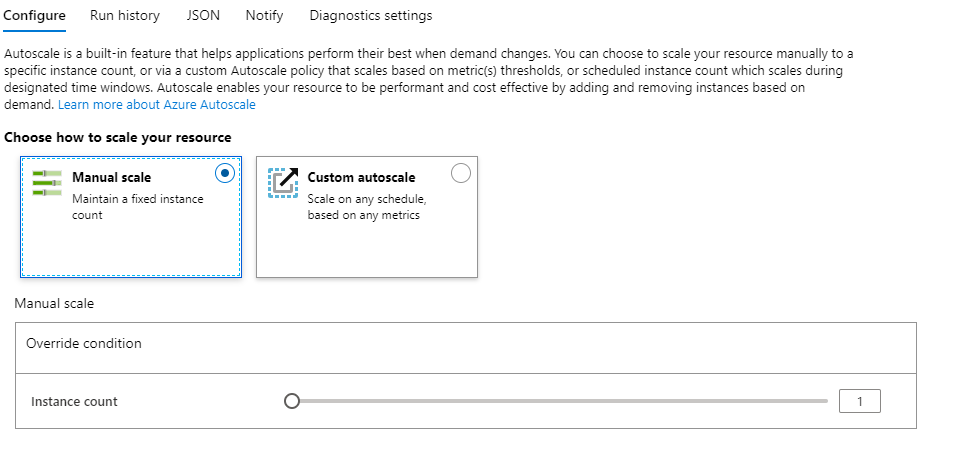 Configure Run history JSON Notify Diagnostics settings
Autoscale is a built-in feature that helps applications perform their best when demand changes. You can choose to scale your resource manually to a
specific instance count, or via a custom Autoscale policy that scales based on metric(s) thresholds, or scheduled instance count which scales during
designated time windows. Autoscale enables your resource to be performant and cost effective by adding and removing instances based on
demand. Learn more about Azure Autoscale
Choose how to scale your resource
Manual scale
Maintain a fixed instance
count
Custom autoscale
Scale on any schedule,
based on any metrics
Manual scale
Override condition
Instance count 1